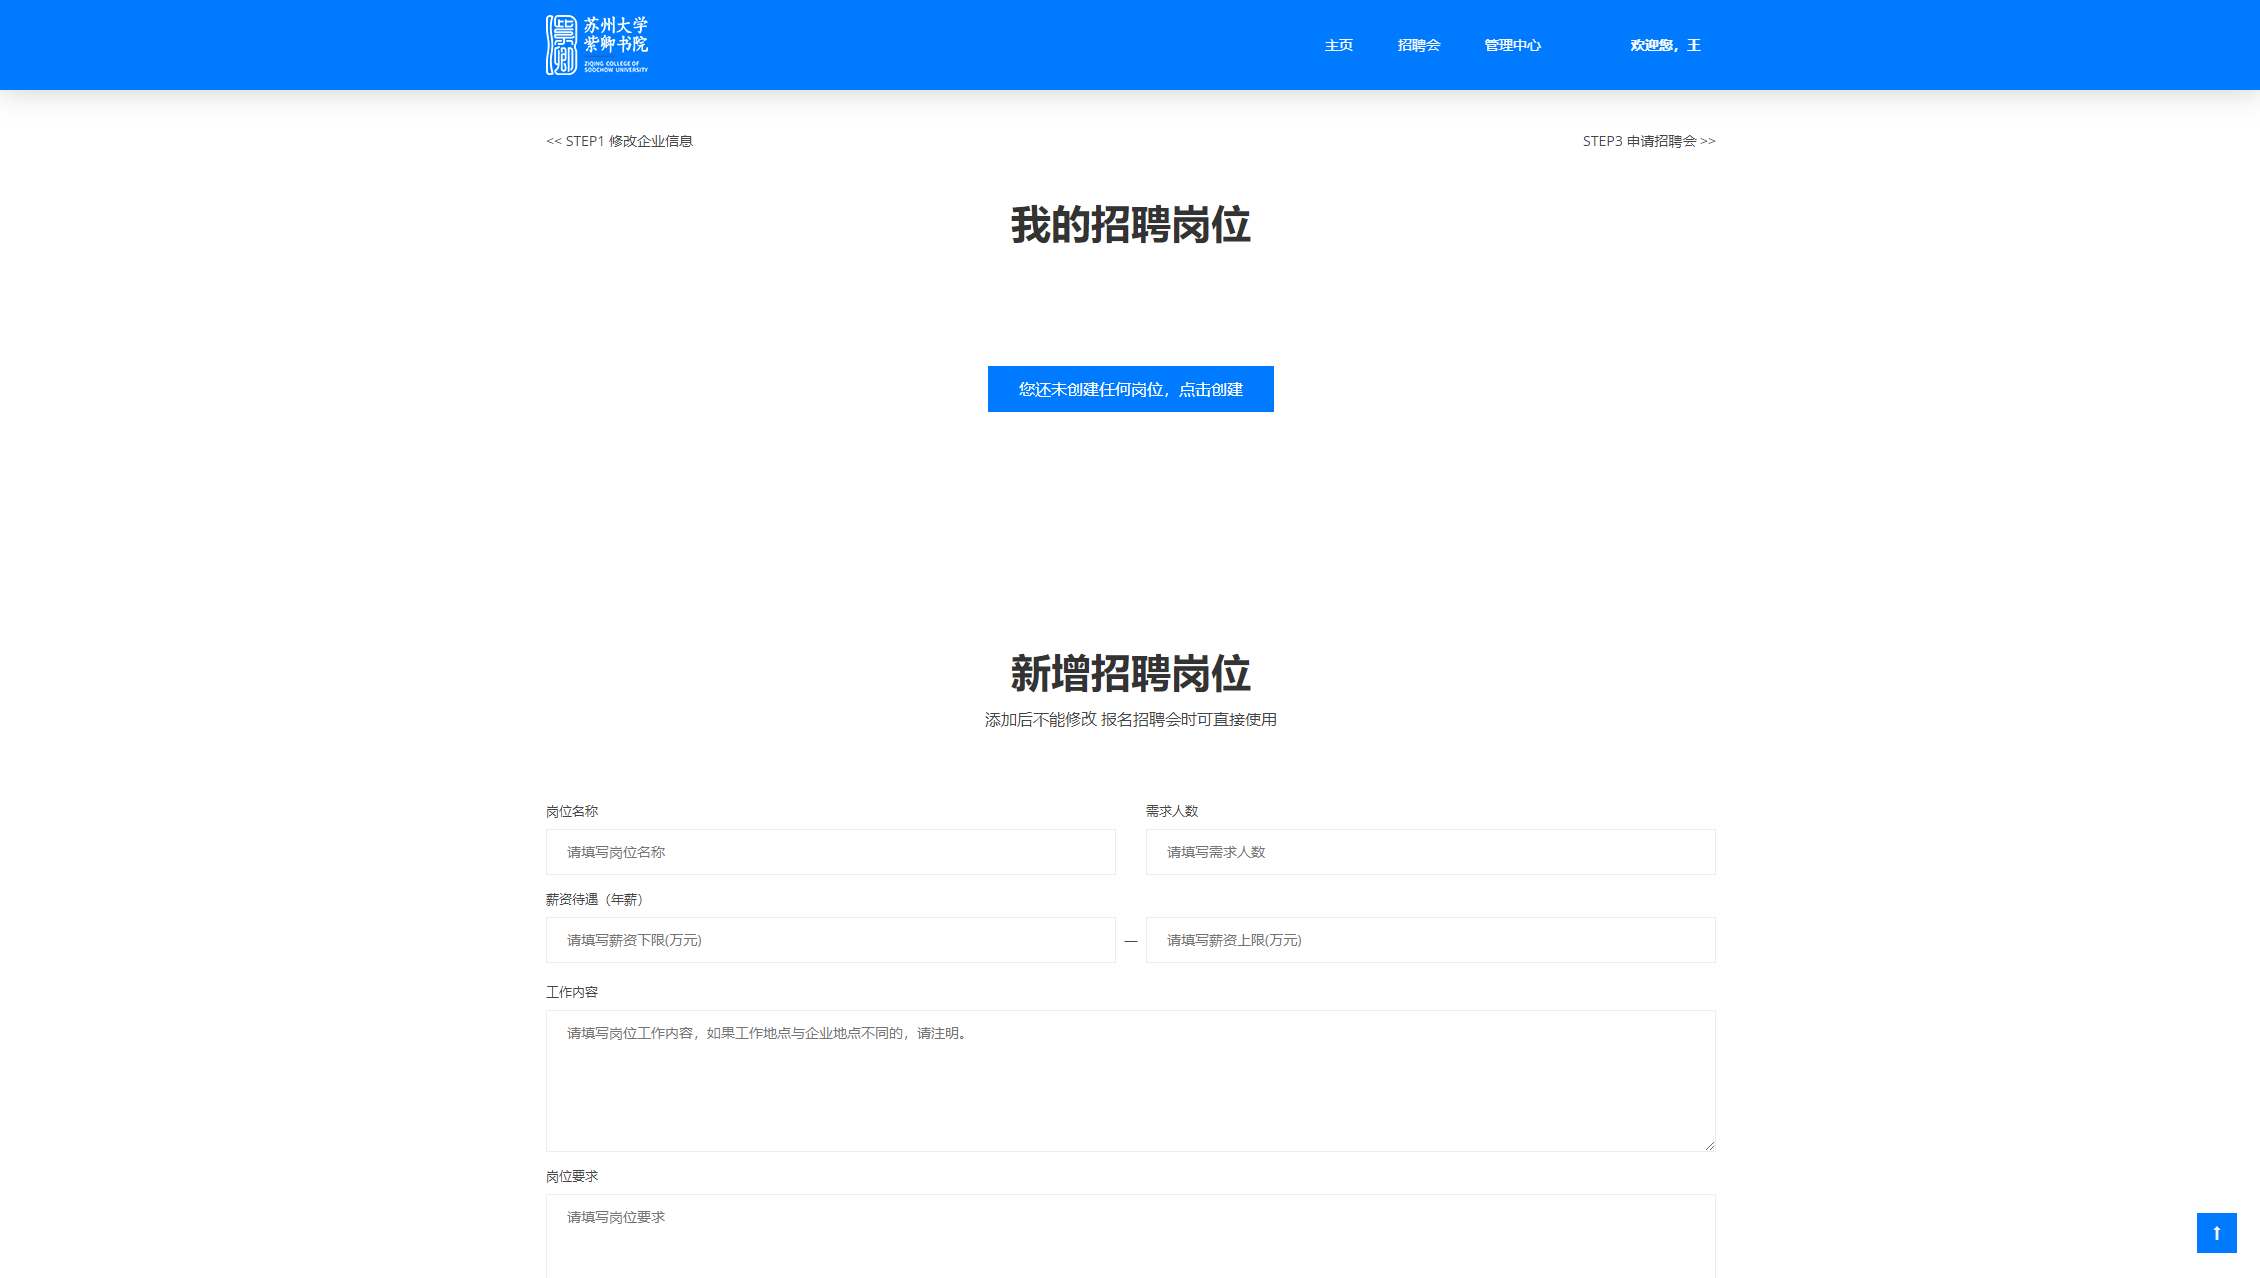 苏州大学
紫卿书院
ZIQING COLLEGE OF
SOOCHOW UNIVERSITY
主页
招聘会
管理中心
欢迎您，王
<< STEP1 修改企业信息
STEP3 申请招聘会 >>
我的招聘岗位
您还未创建任何岗位，点击创建
新增招聘岗位
添加后不能修改 报名招聘会时可直接使用
岗位名称
需求人数
请填写岗位名称
请填写需求人数
薪资待遇（年薪）
请填写薪资下限(万元)
—
请填写薪资上限(万元)
工作内容
请填写岗位工作内容，如果工作地点与企业地点不同的，请注明。
岗位要求
请填写岗位要求